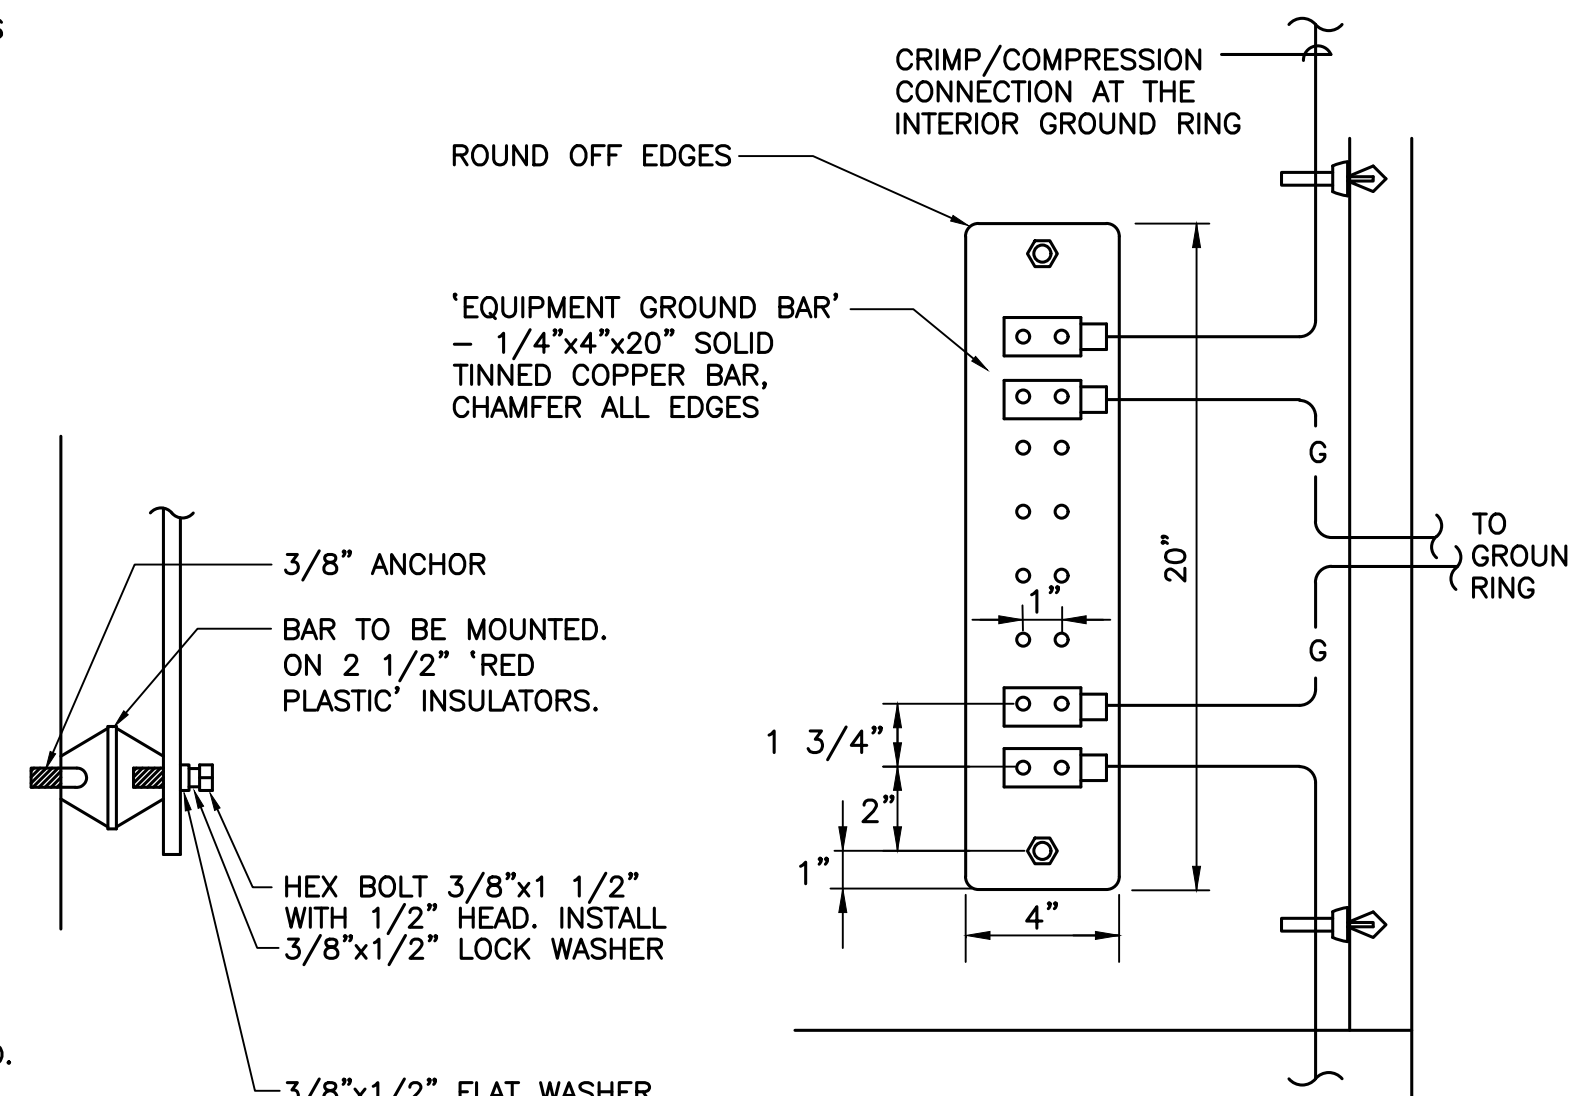 CRIMP/COMPRESSION
CONNECTION AT THE
INTERIOR GROUND RING
ROUND OFF EDGES
‘EQUIPMENT GROUND BAR’
– 1/4”x4”x20” SOLID
TINNED COPPER BAR,
CHAMFER ALL EDGES
G
TO
GROUN
RING
20”
1”
G
3/8” ANCHOR
BAR TO BE MOUNTED.
ON 2 1/2” ‘RED
PLASTIC’ INSULATORS.
1 3/4”
2”
1”
4”
HEX BOLT 3/8”x1 1/2”
WITH 1/2” HEAD. INSTALL
3/8”x1/2” LOCK WASHER
3/8”x1/2” FLAT WASHER